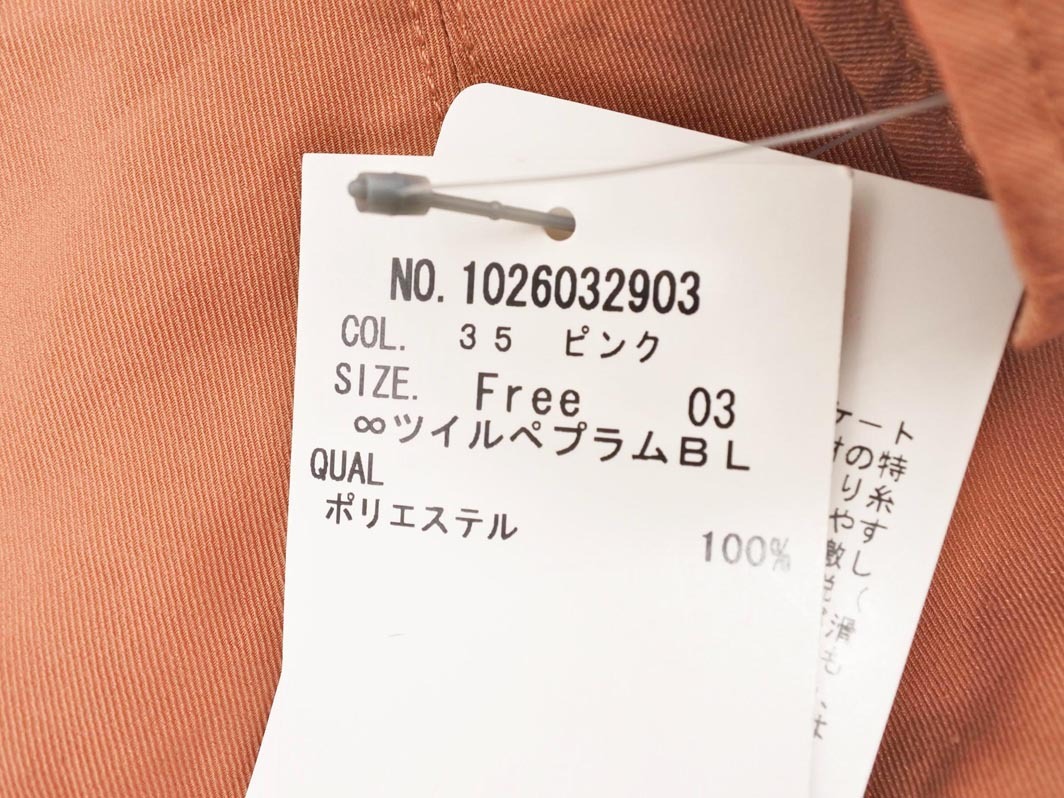 NO. 1026032903
COL. 35 ピンク
SIZE. Free 03
∞ツイルペプラムBL
QUAL
ポリエステル 100%
ケート
の特
り糸
やす
敷し